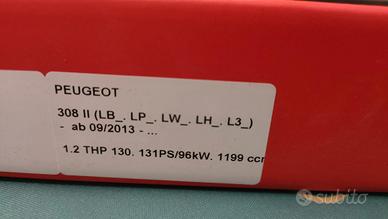 PEUGEOT
308 II (LB_. LP_. LW_. LH_. L3_)
- ab 09/2013 - ...
1.2 THP 130. 131PS/96kW. 1199 ccm
subito